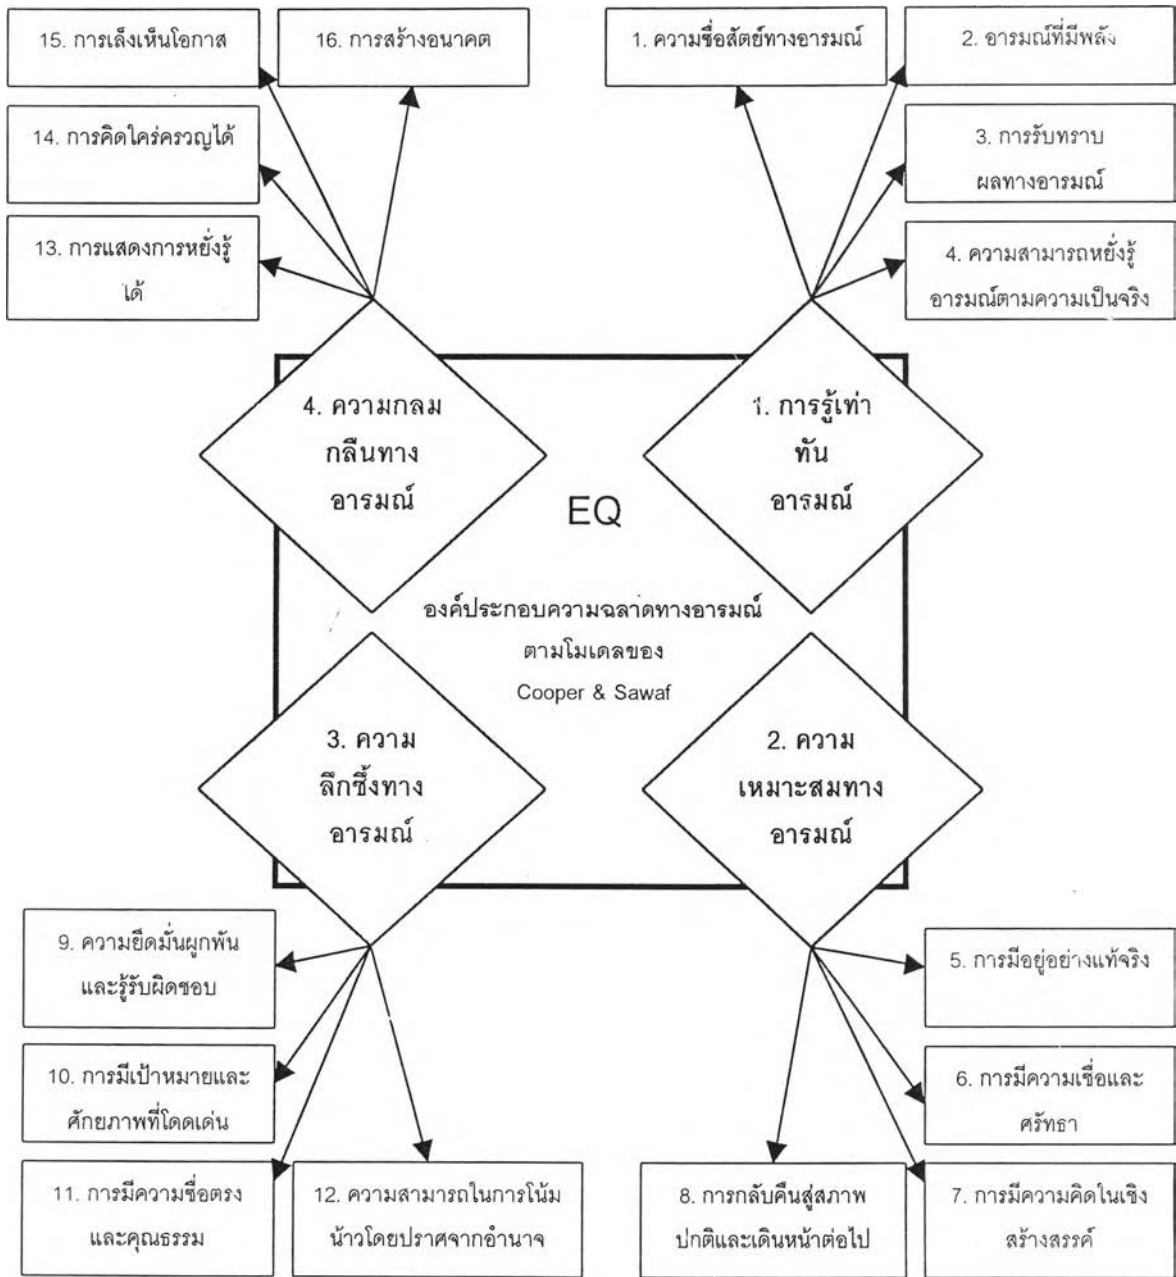 15. การเล็งเห็นโอกาส
16. การสร้างอนาคต
1. ความซื่อสัตย์ทางอารมณ์
2. อารมณ์ที่มีพลัง
14. การคิดใคร่ครวญได้
3. การรับทราบ
ผลทางอารมณ์
13. การแสดงการหยั่งรู้
ได้
4. ความสามารถหยั่งรู้
อารมณ์ตามความเป็นจริง
4. ความกลม
กลืนทาง
อารมณ์
1. การรู้เท่า
ทัน
อารมณ์
EQ
องค์ประกอบความฉลาดทางอารมณ์
ตามโมเดลของ
Cooper & Sawaf
3. ความ
ลึกซึ้งทาง
อารมณ์
2. ความ
เหมาะสมทาง
อารมณ์
9. ความยึดมั่นผูกพัน
และรู้รับผิดชอบ
5. การมีอยู่อย่างแท้จริง
10. การมีเป้าหมายและ
ศักยภาพที่โดดเด่น
6. การมีความเชื่อและ
ศรัทธา
11. การมีความซื่อตรง
และคุณธรรม
12. ความสามารถในการโน้ม
น้าวโดยปราศจากอำนาจ
8. การกลับคืนสู่สภาพ
ปกติและเดินหน้าต่อไป
7. การมีความคิดในเชิง
สร้างสรรค์